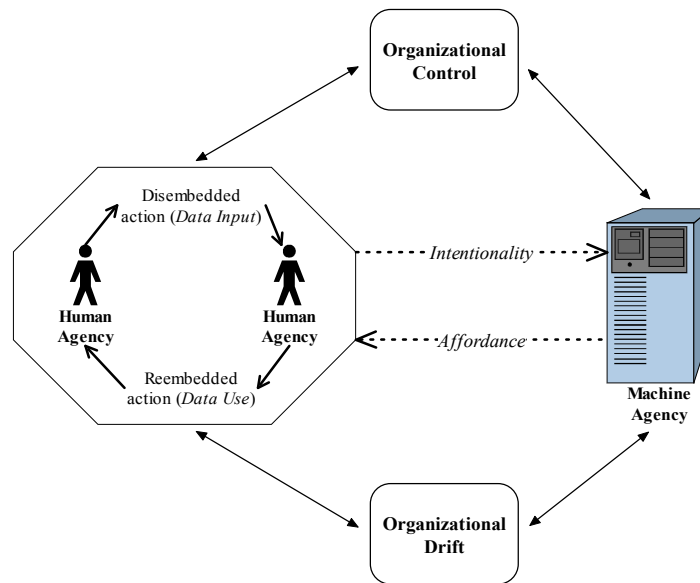 Organizational
Control
Disembedded
action (Data Input)
Human
Agency
Human
Agency
Reembedded
action (Data Use)
Intentionality
Affordance
Machine
Agency
Organizational
Drift